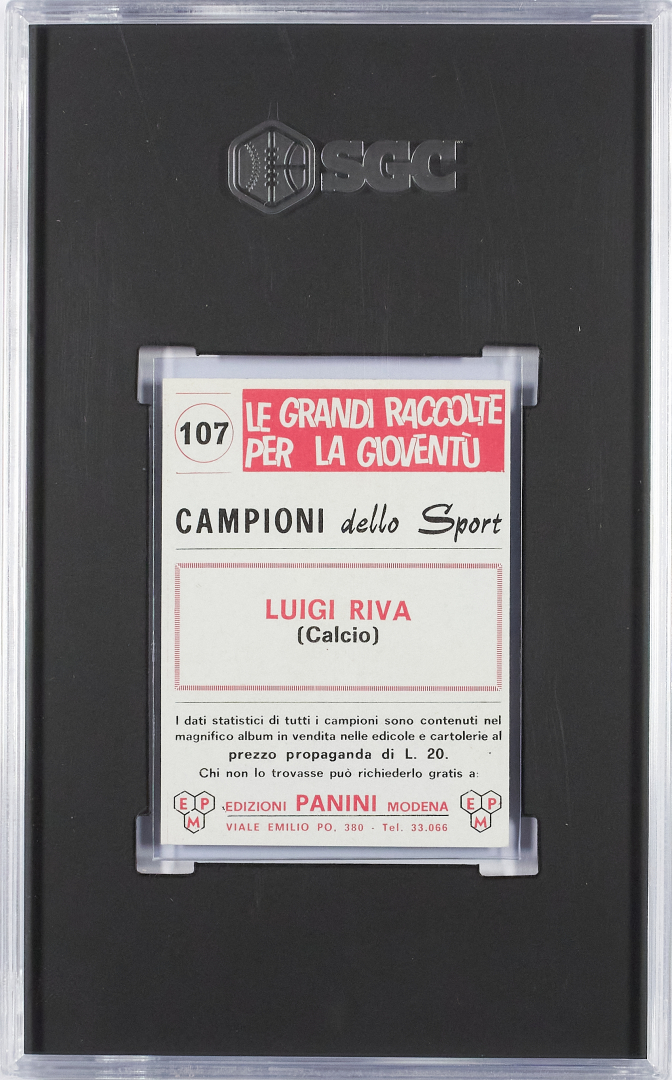 SGC
107
LE GRANDI RACCOLTE
PER LA GIOVENTÙ
CAMPIONI dello Sport
LUIGI RIVA
(Calcio)
I dati statistici di tutti i campioni sono contenuti nel
magnifico album in vendita nelle edicole e cartolerie al
prezzo propaganda di L. 20.
Chi non lo trovasse può richiederlo gratis a:
E P M EDIZIONI PANINI MODENA E P M
VIALE EMILIO PO, 380 - Tel. 33.066